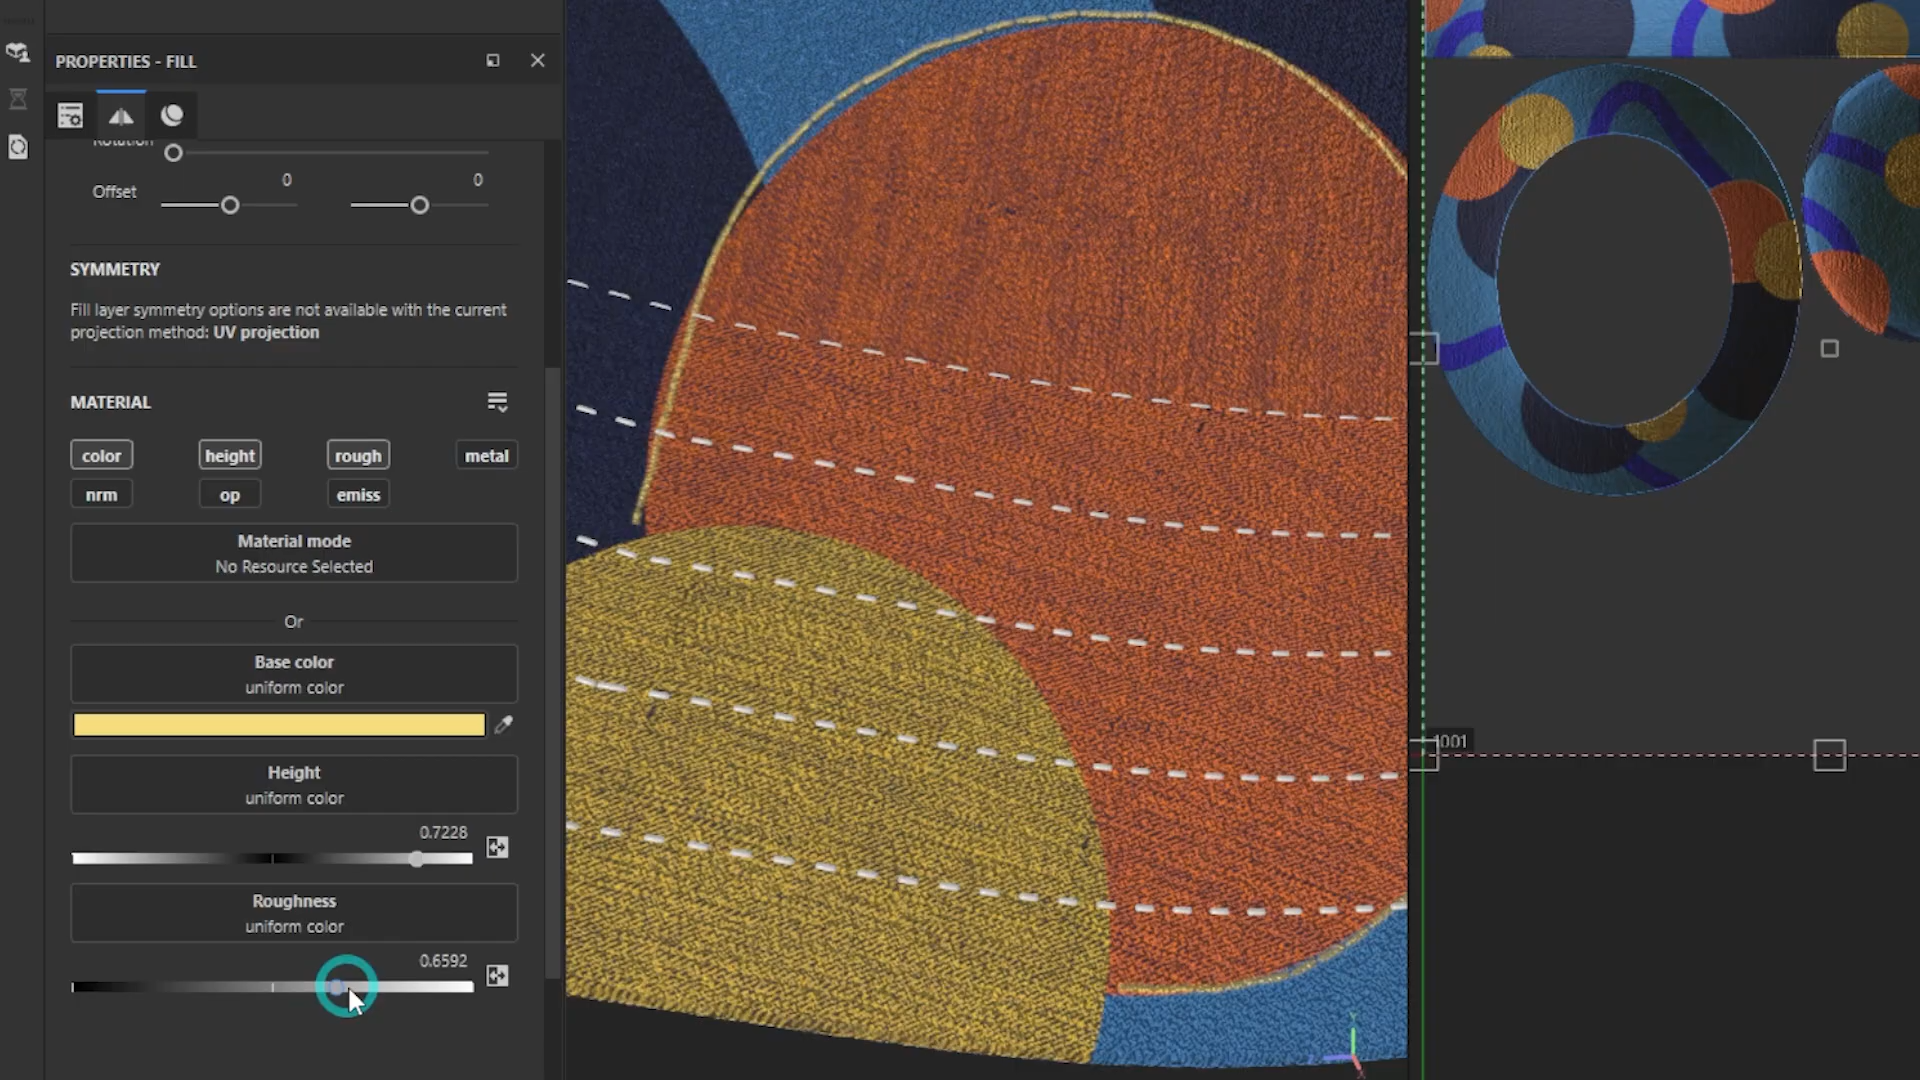 PROPERTIES - FILL
Rotation
0
0
Offset
SYMMETRY
Fill layer symmetry options are not available with the current
projection method: UV projection
MATERIAL
color
height
rough
metal
nrm
op
emiss
Material mode
No Resource Selected
Or
Base color
uniform color
Height
uniform color
0.7228
Roughness
uniform color
0.6592
1001
Y
X